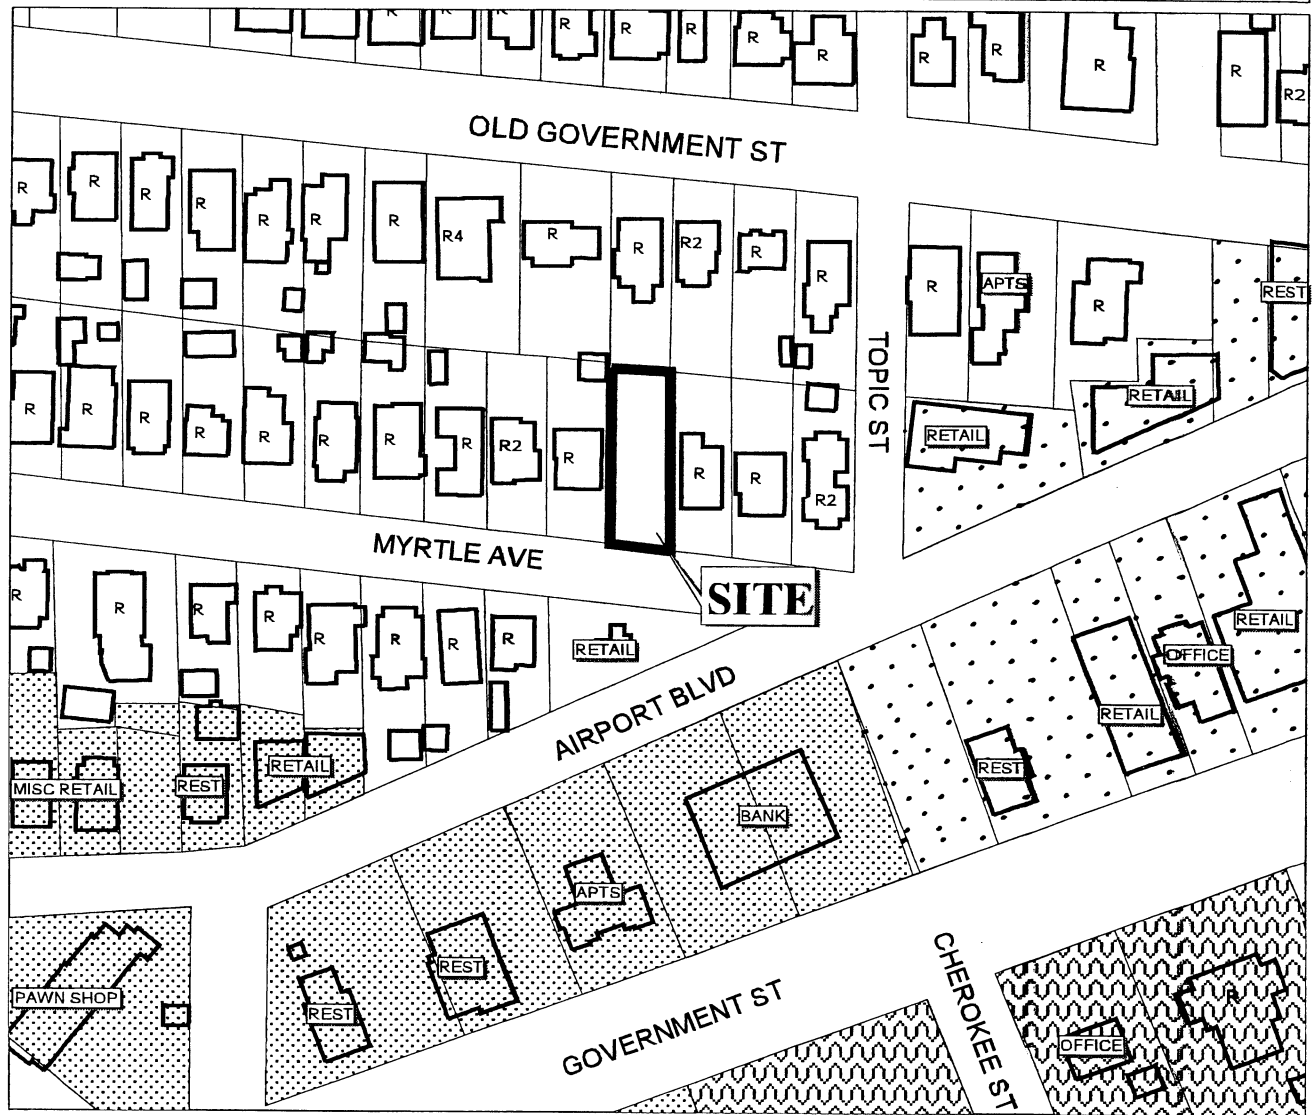 R R R R R R R R R R R R R R R R2
OLD GOVERNMENT ST
R R R R R R R R4 R R R2 R R
R APTS R REST
TOPIC ST
RETAIL RETAIL
R R R R R R R R R2 R R R R2
MYRTLE AVE
SITE
R R R R R R R R RETAIL
RETAIL
OFFICE
RETAIL
REST
AIRPORT BLVD
MISC RETAIL REST RETAIL
BANK
APTS
REST
REST
PAWN SHOP
GOVERNMENT ST
CHEROKEE ST
R
OFFICE